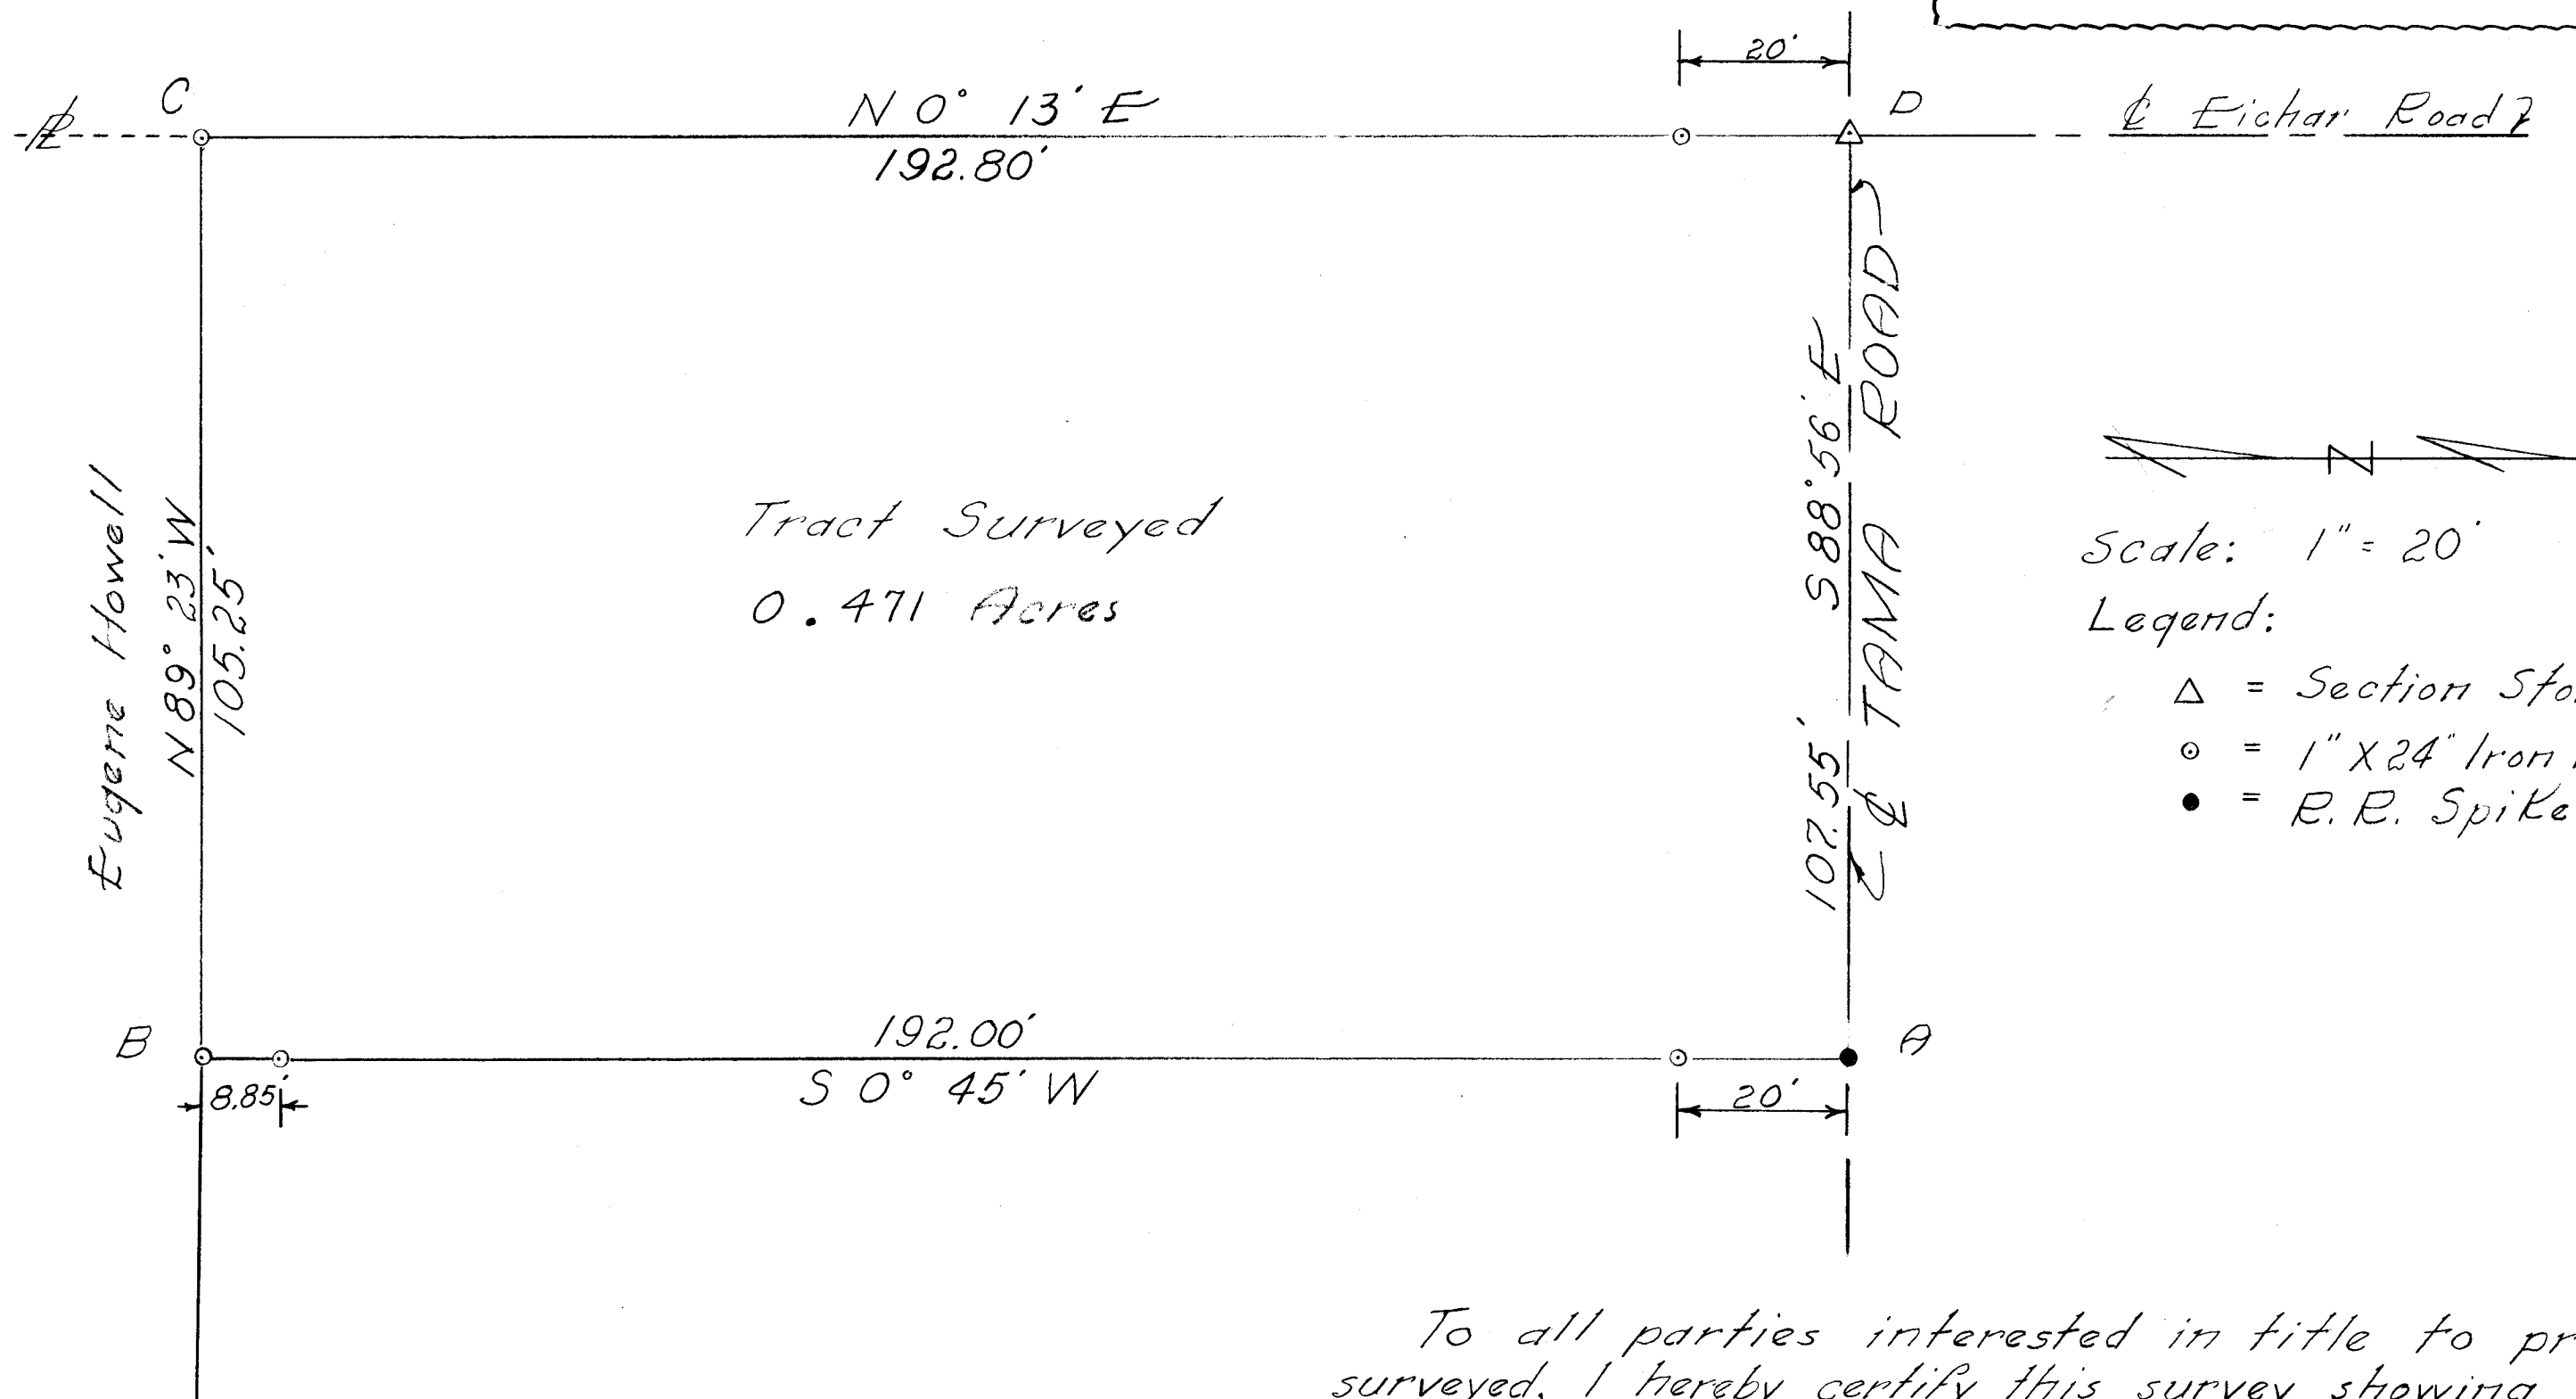 20'
C
N 0° 13' E
D
℄ Eichar Road
℄
192.80'
Eugene Howell
N 89° 23' W
105.25'
Tract Surveyed
0.471 Acres
S 88° 56' E
107.55'
℄ TAMA ROAD
N
Scale: 1" = 20'
Legend:
△ = Section
⊙ = 1" X 24" Iron
● = R.R. Spike
B
192.00'
A
8.85'
S 0° 45' W
20'
To all parties interested in title to
surveyed, I hereby certify this survey showing